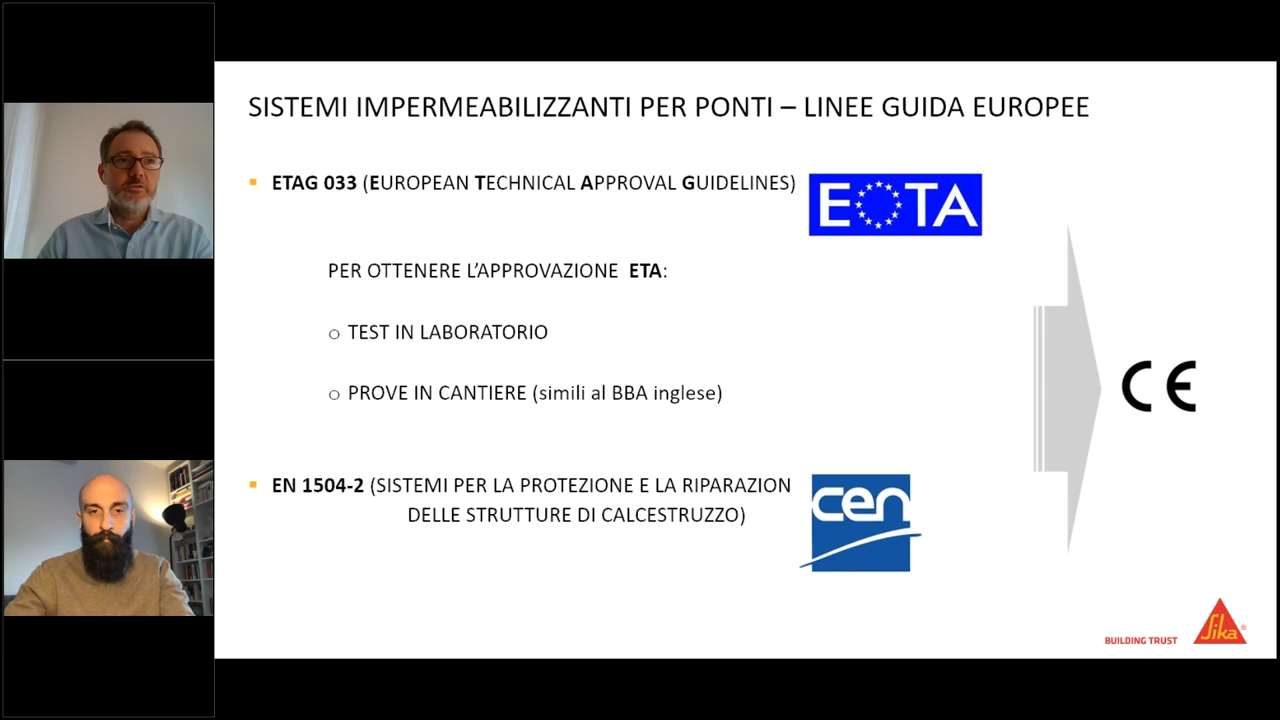 SISTEMI IMPERMEABILIZZANTI PER PONTI – LINEE GUIDA EUROPEE
▪ ETAG 033 (EUROPEAN TECHNICAL APPROVAL GUIDELINES)
EOTA
PER OTTENERE L'APPROVAZIONE ETA:
o TEST IN LABORATORIO
o PROVE IN CANTIERE (simili al BBA inglese)
CE
▪ EN 1504-2 (SISTEMI PER LA PROTEZIONE E LA RIPARAZION
DELLE STRUTTURE DI CALCESTRUZZO)
cen
BUILDING TRUST
Sika®